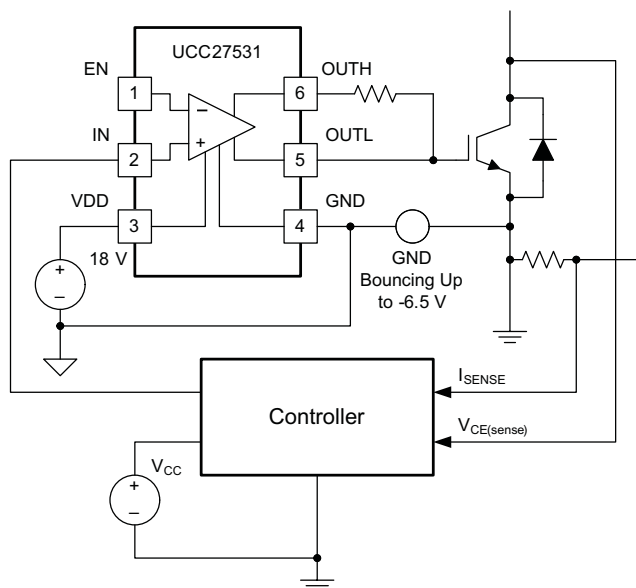 UCC27531
EN
OUTH
1
6
−
+
IN
OUTL
2
5
VDD
GND
3
4
18 V
+
−
GND
Bouncing Up
to -6.5 V
ISENSE
Controller
VCE(sense)
VCC
+
−